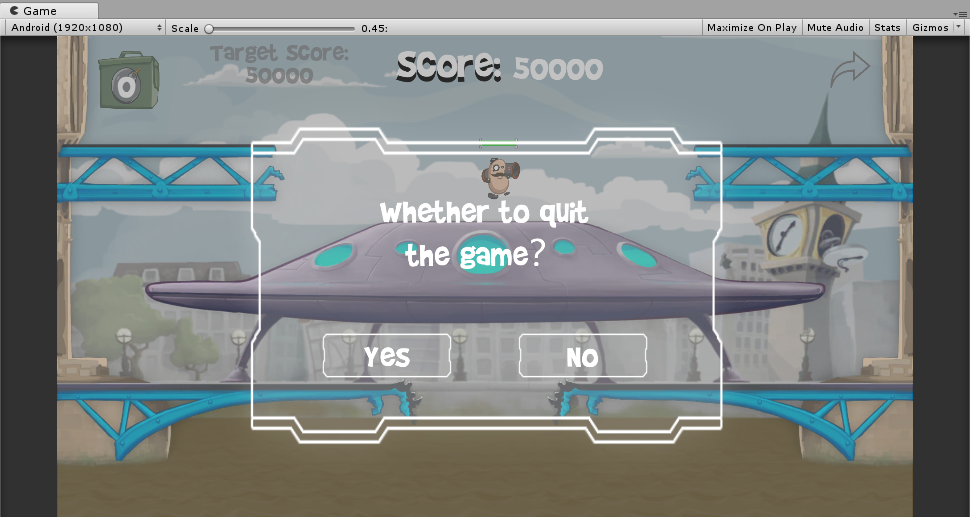 Game
Android (1920x1080)
Scale
0.45:
Maximize On Play
Mute Audio
Stats
Gizmos
0
Target Score:
50000
Score: 50000
Whether to quit
the game?
Yes
No